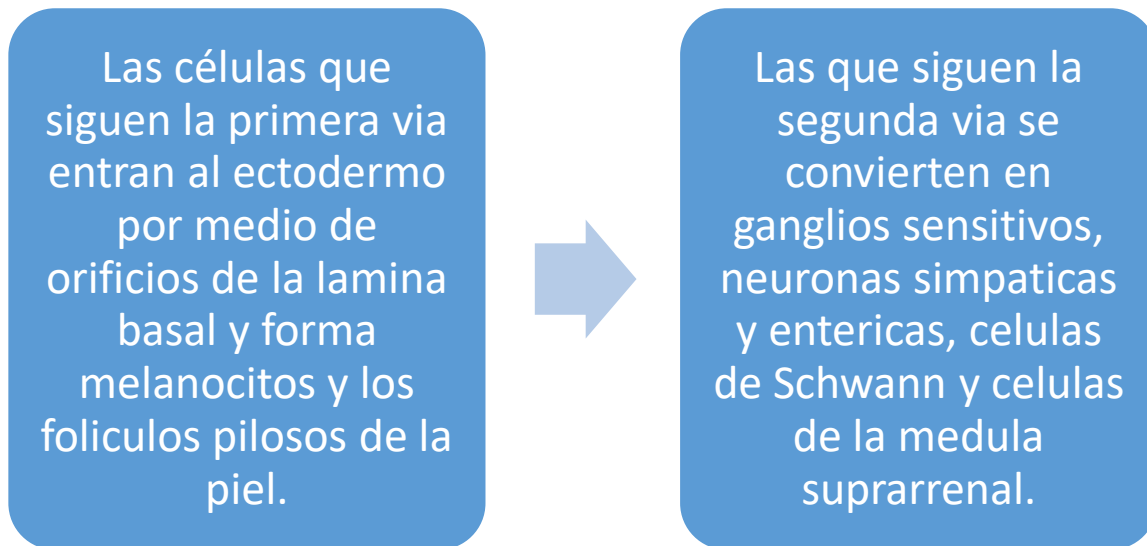 Las células que
siguen la primera via
entran al ectodermo
por medio de
orificios de la lamina
basal y forma
melanocitos y los
foliculos pilosos de la
piel.
Las que siguen la
segunda via se
convierten en
ganglios sensitivos,
neuronas simpaticas
y entericas, celulas
de Schwann y celulas
de la medula
suprarrenal.